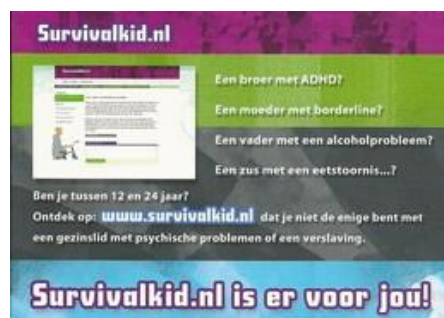 Survivalkid.nl
Een broer met ADHD?
Een moeder met borderline?
Een vader met een alcoholprobleem?
Een zus met een eetstoornis...?
Ben je tussen 12 en 24 jaar?
Ontdek op: www.survivalkid.nl dat je niet de enige bent met
een gezinslid met psychische problemen of een verslaving.
Survivalkid.nl is er voor jou!